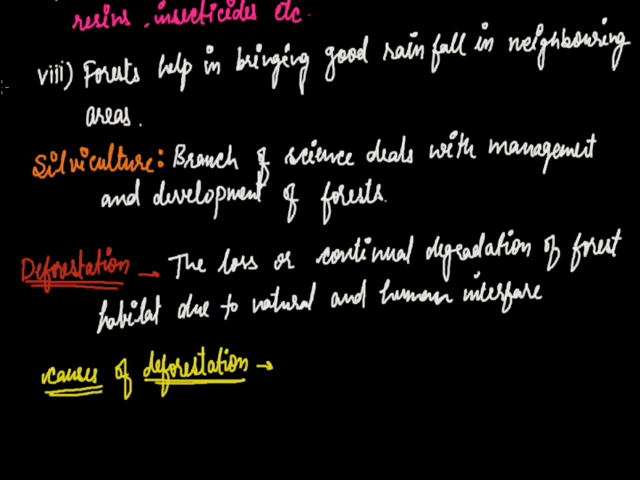 resins, insecticides etc.
viii) Forests help in bringing good rain fall in neighbouring
areas.
Silviculture: Branch of science deals with management
and development of forests.
Deforestation → The loss or continual degradation of forest
habitat due to natural and human interfare
causes of deforestation →